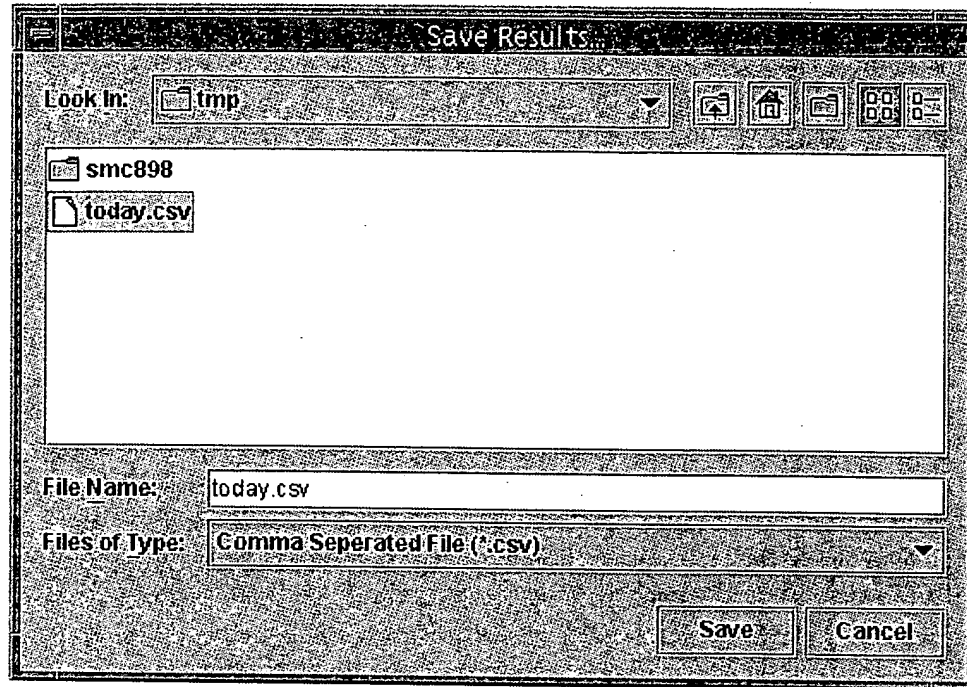 Save Results...
Look In: tmp
smc898
today.csv
File Name: today.csv
Files of Type: Comma Seperated File (*.csv)
Save Cancel